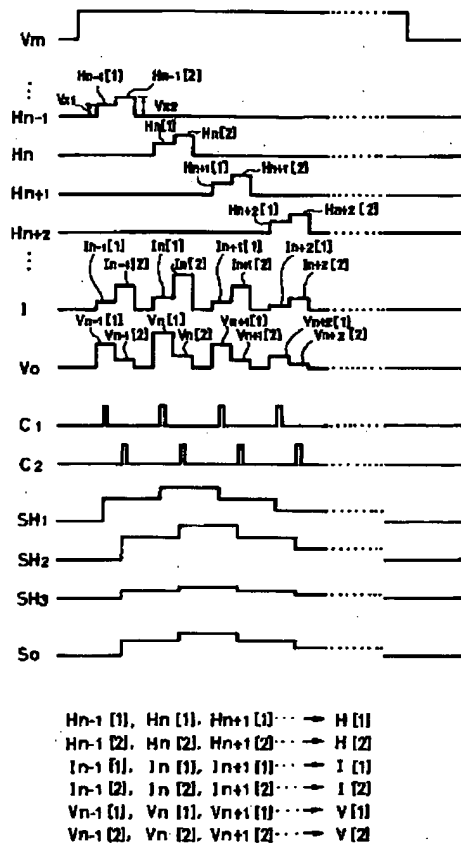 Vm
Hn-1[1] Hn-1[2]
Vx1 Vx2
Hn-1
Hn[1] Hn[2]
Hn
Hn+1[1] Hn+1[2]
Hn+1
Hn+2[1] Hn+2[2]
Hn+2
In-1[1] In[1] In+1[1] In+2[1]
In-1[2] In[2] In+1[2] In+2[2]
I
Vn-1[1] Vn[1] Vn+1[1] Vn+2[1]
Vn-1[2] Vn[2] Vn+1[2] Vn+2[2]
Vo
C1
C2
SH1
SH2
SH3
So
Hn-1 [1], Hn [1], Hn+1 [1]····→ H [1]
Hn-1 [2], Hn [2], Hn+1 [2]····→ H [2]
In-1 [1], In [1], In+1 [1]····→ I [1]
In-1 [2], In [2], In+1 [2]····→ I [2]
Vn-1 [1], Vn [1], Vn+1 [1]····→ V [1]
Vn-1 [2], Vn [2], Vn+1 [2]····→ V [2]